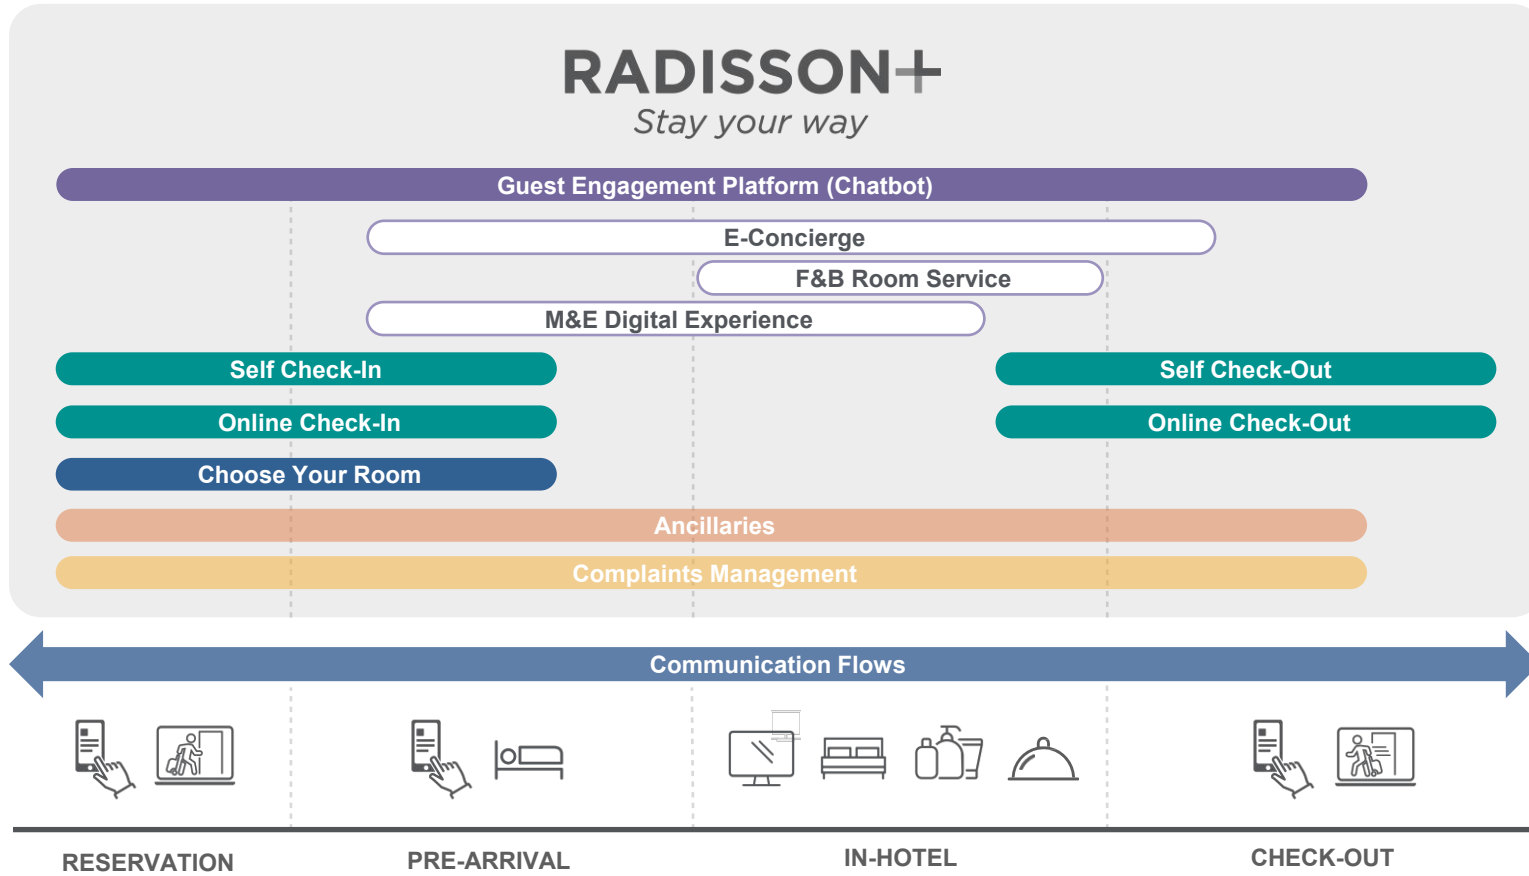 RADISSON+
Stay your way
Guest Engagement Platform (Chatbot)
E-Concierge
F&B Room Service
M&E Digital Experience
Self Check-In
Self Check-Out
Online Check-In
Online Check-Out
Choose Your Room
Ancillaries
Complaints Management
Communication Flows
RESERVATION
PRE-ARRIVAL
IN-HOTEL
CHECK-OUT